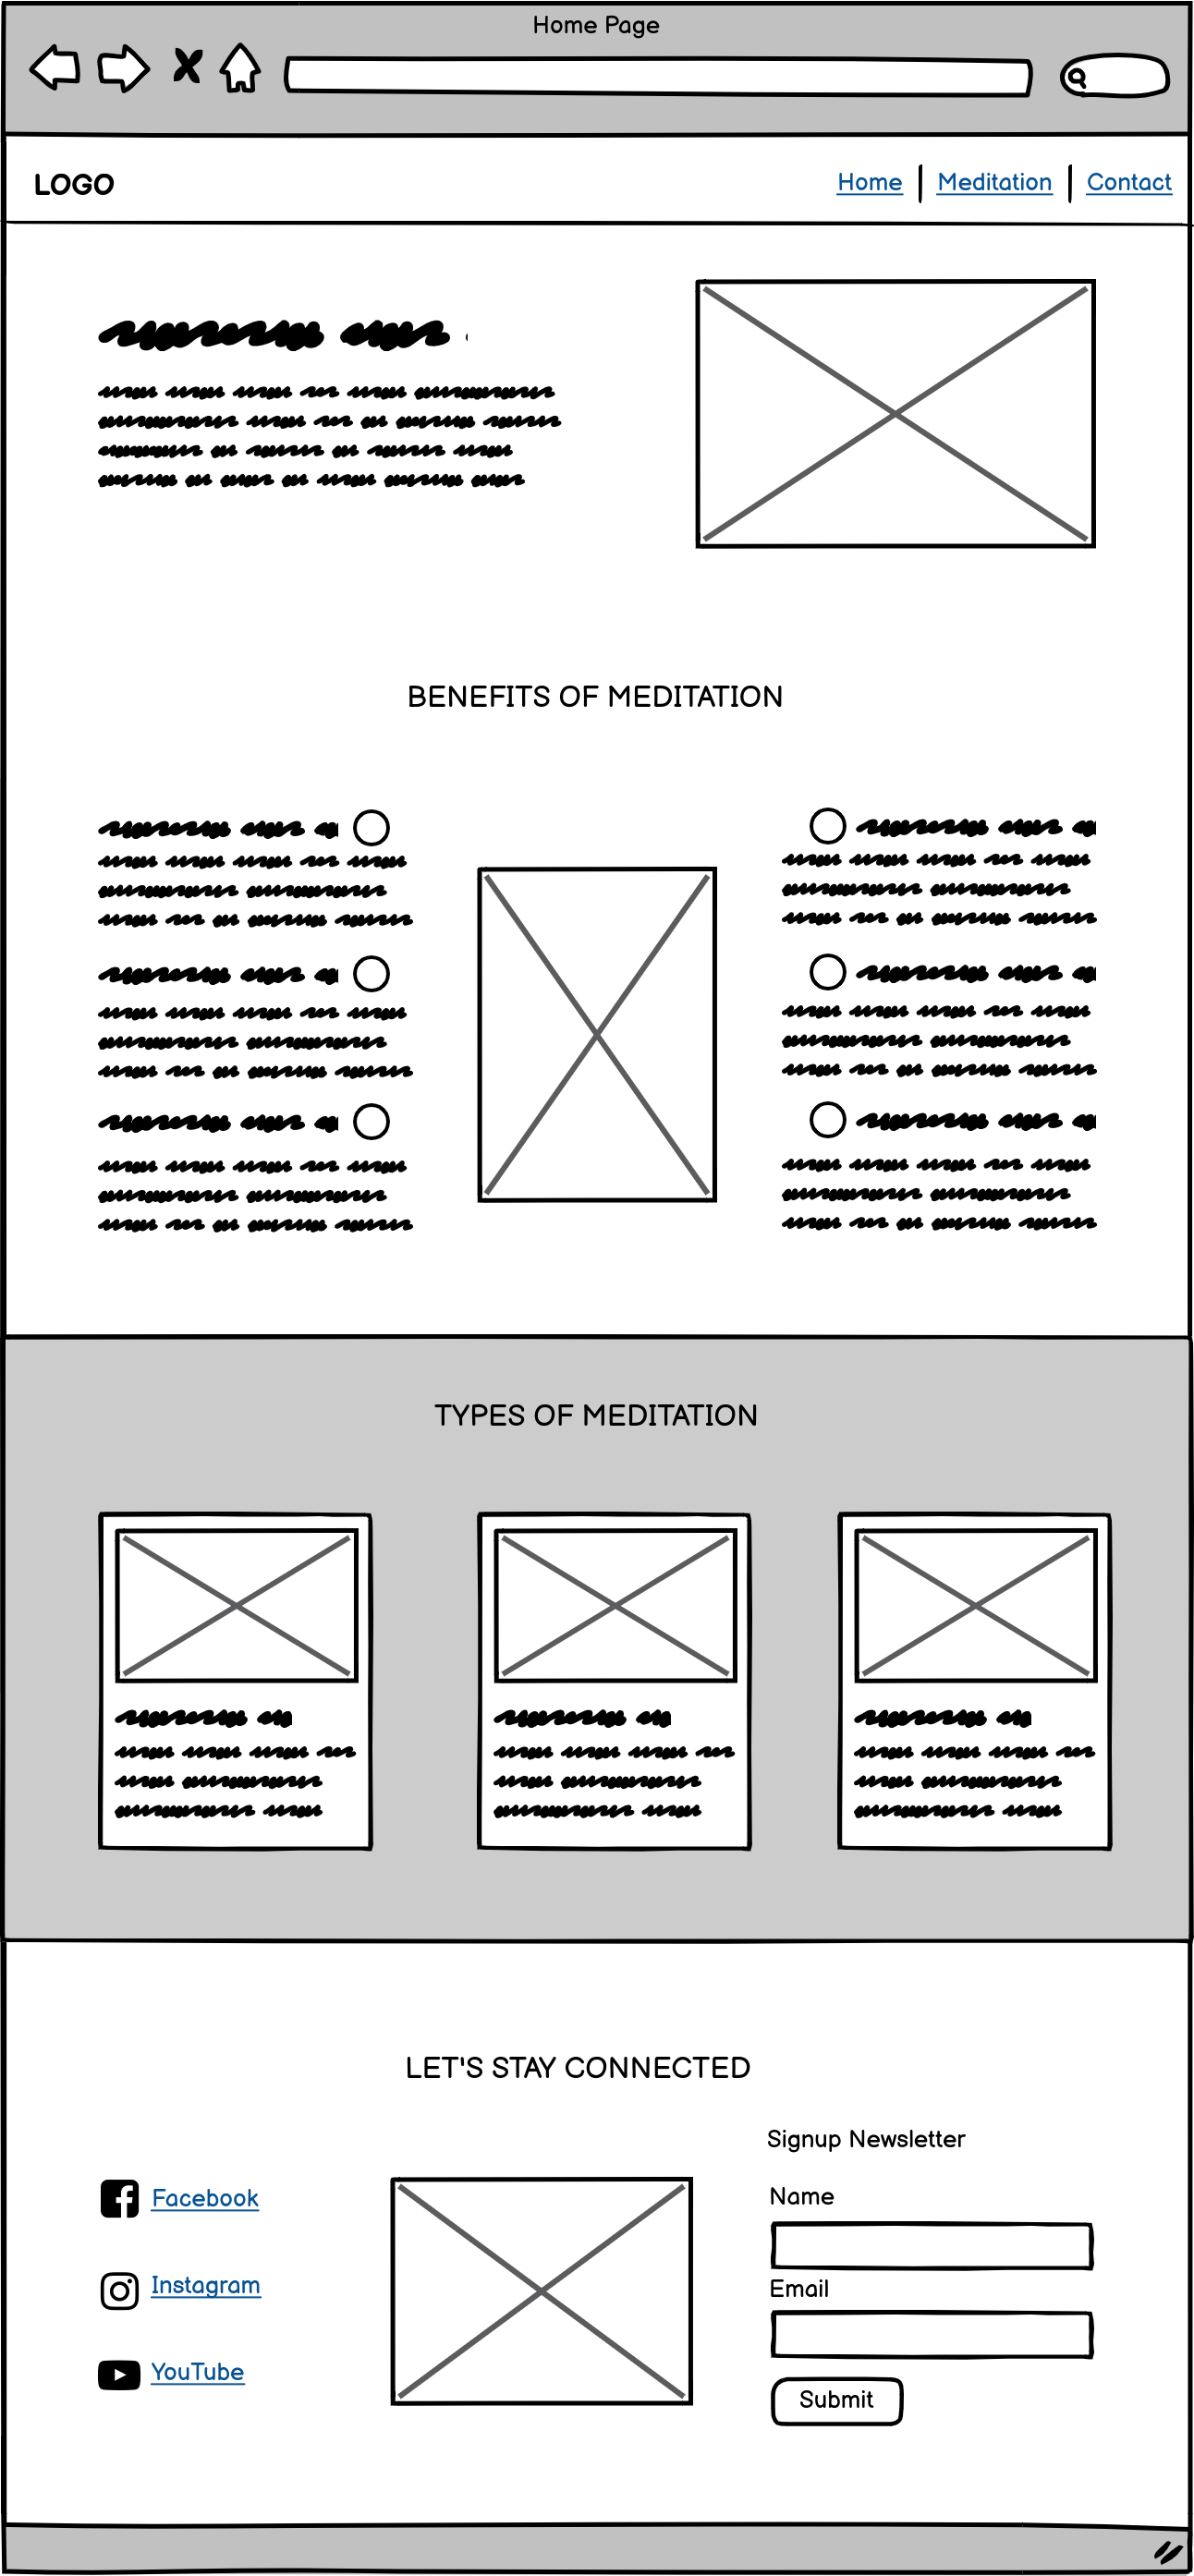 Home Page
LOGO
Home | Meditation | Contact
BENEFITS OF MEDITATION
TYPES OF MEDITATION
LET'S STAY CONNECTED
Signup Newsletter
Facebook
Instagram
YouTube
Name
Email
Submit